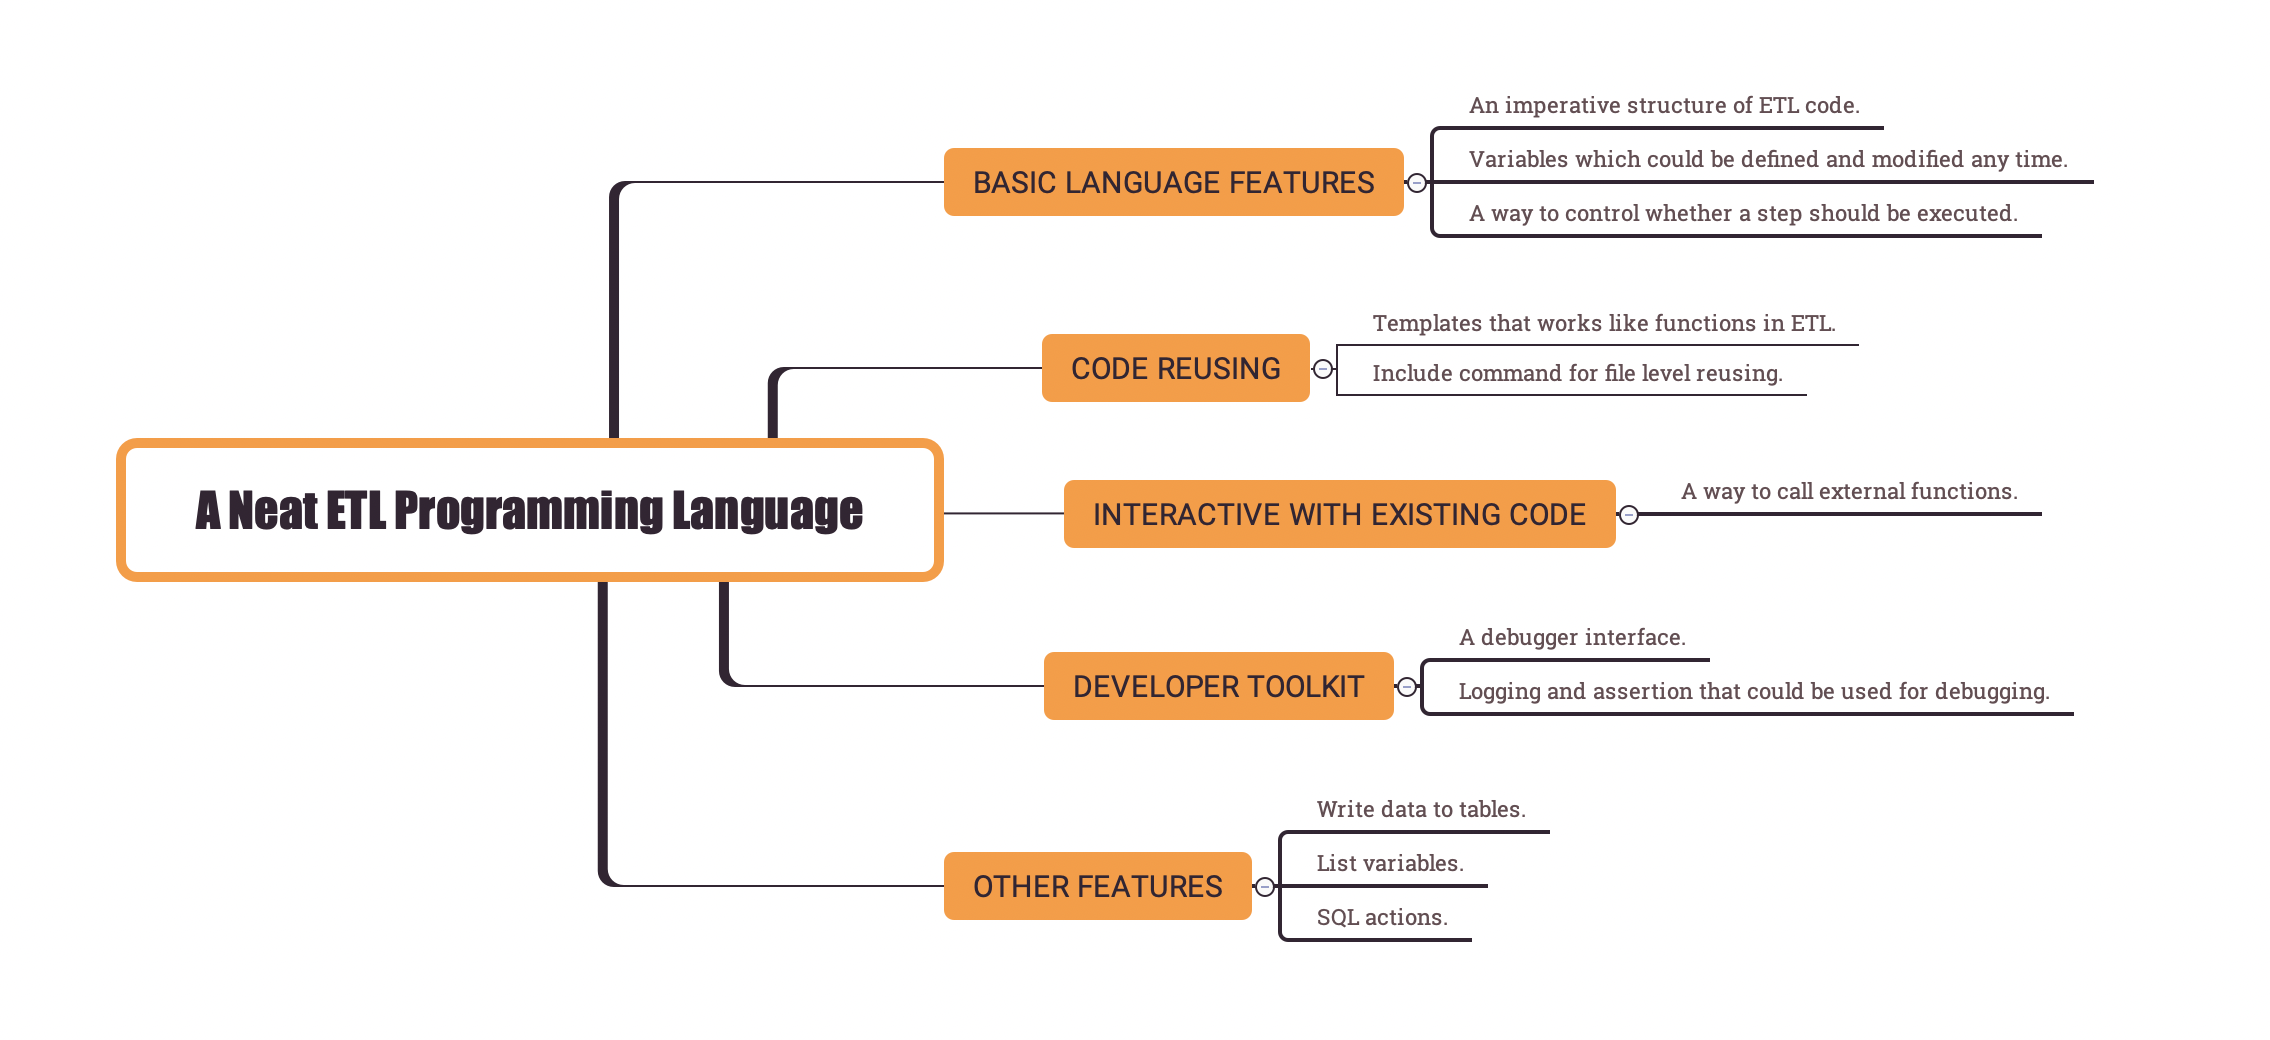 A Neat ETL Programming Language
BASIC LANGUAGE FEATURES
An imperative structure of ETL code.
Variables which could be defined and modified any time.
A way to control whether a step should be executed.
CODE REUSING
Templates that works like functions in ETL.
Include command for file level reusing.
INTERACTIVE WITH EXISTING CODE
A way to call external functions.
DEVELOPER TOOLKIT
A debugger interface.
Logging and assertion that could be used for debugging.
OTHER FEATURES
Write data to tables.
List variables.
SQL actions.